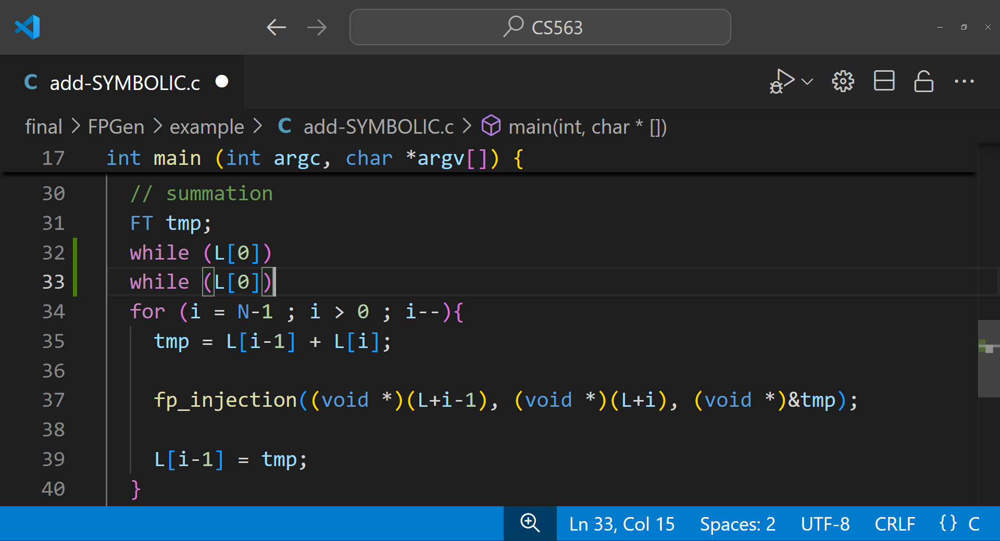 CS563
C add-SYMBOLIC.c
final > FPGen > example > C add-SYMBOLIC.c > main(int, char * [])
17 int main (int argc, char *argv[]) {
30 // summation
31 FT tmp;
32 while (L[0])
33 while (L[0])
34 for (i = N-1 ; i > 0 ; i--){
35 tmp = L[i-1] + L[i];
36
37 fp_injection((void *)(L+i-1), (void *)(L+i), (void *)&tmp);
38
39 L[i-1] = tmp;
40 }
Ln 33, Col 15 Spaces: 2 UTF-8 CRLF {} C